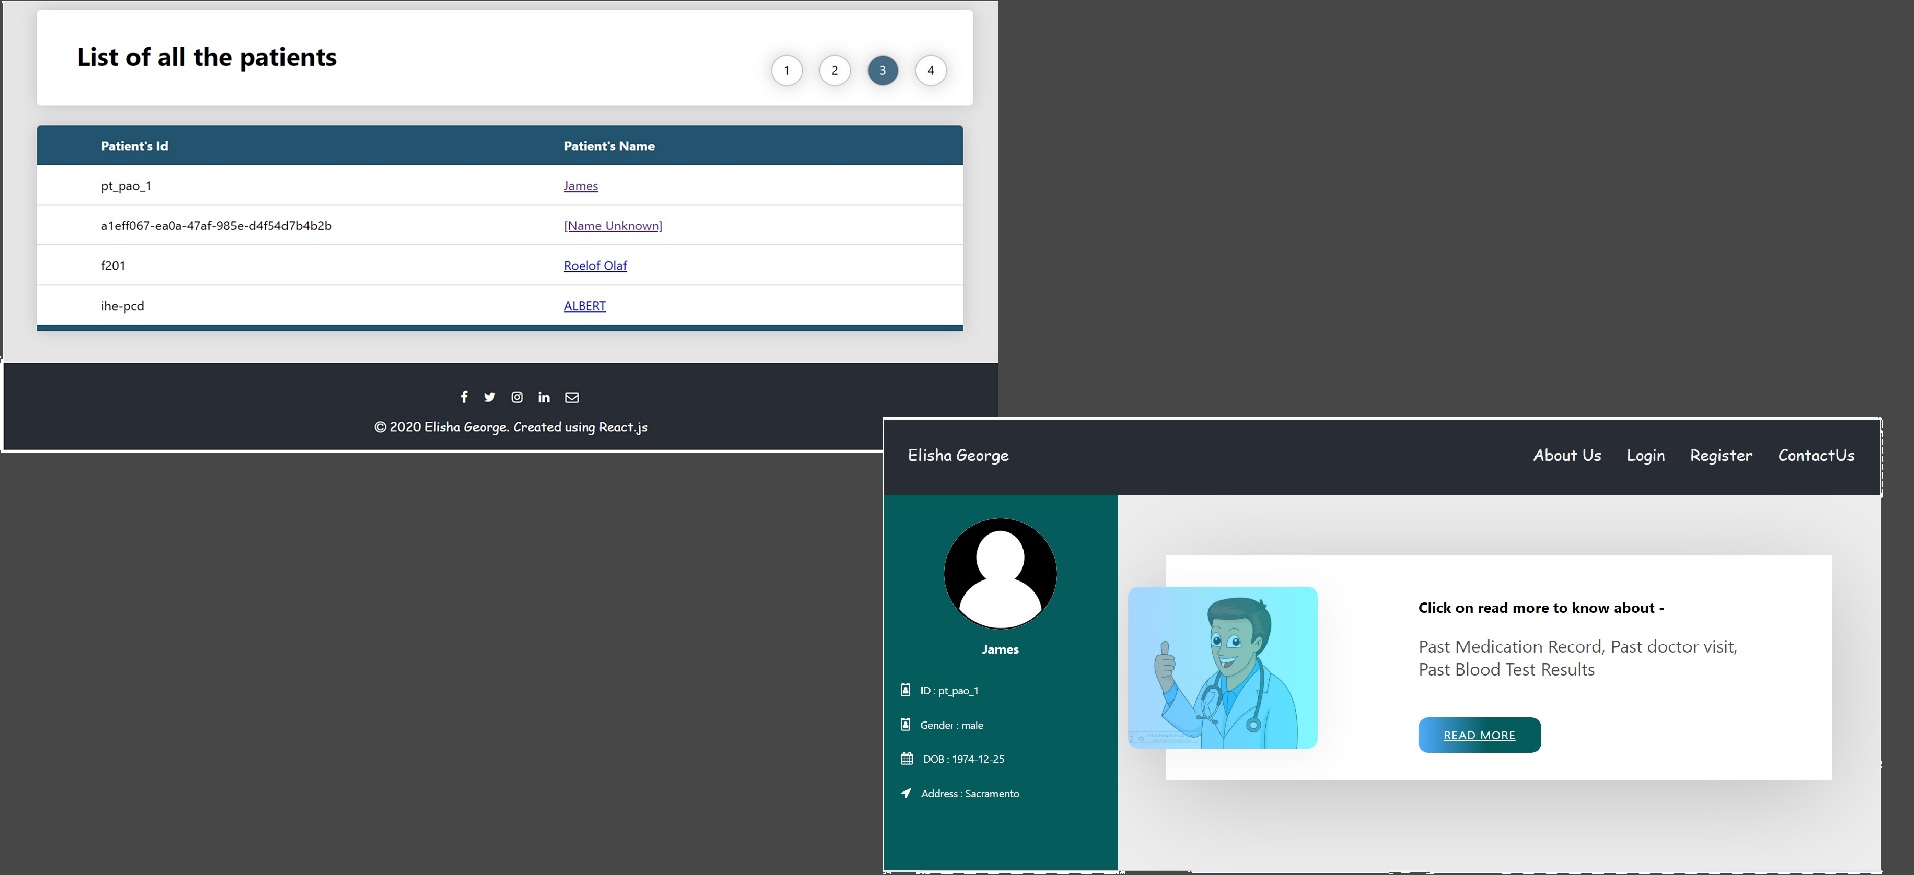 List of all the patients
1 2 3 4
Patient's Id Patient's Name
pt_pao_1 James
a1eff067-ea0a-47af-985e-d4f54d7b4b2b [Name Unknown]
f201 Roelof Olaf
ihe-pcd ALBERT
© 2020 Elisha George. Created using React.js
Elisha George About Us Login Register ContactUs
James
ID : pt_pao_1
Gender : male
DOB : 1974-12-25
Address : Sacramento
Click on read more to know about -
Past Medication Record, Past doctor visit,
Past Blood Test Results
READ MORE